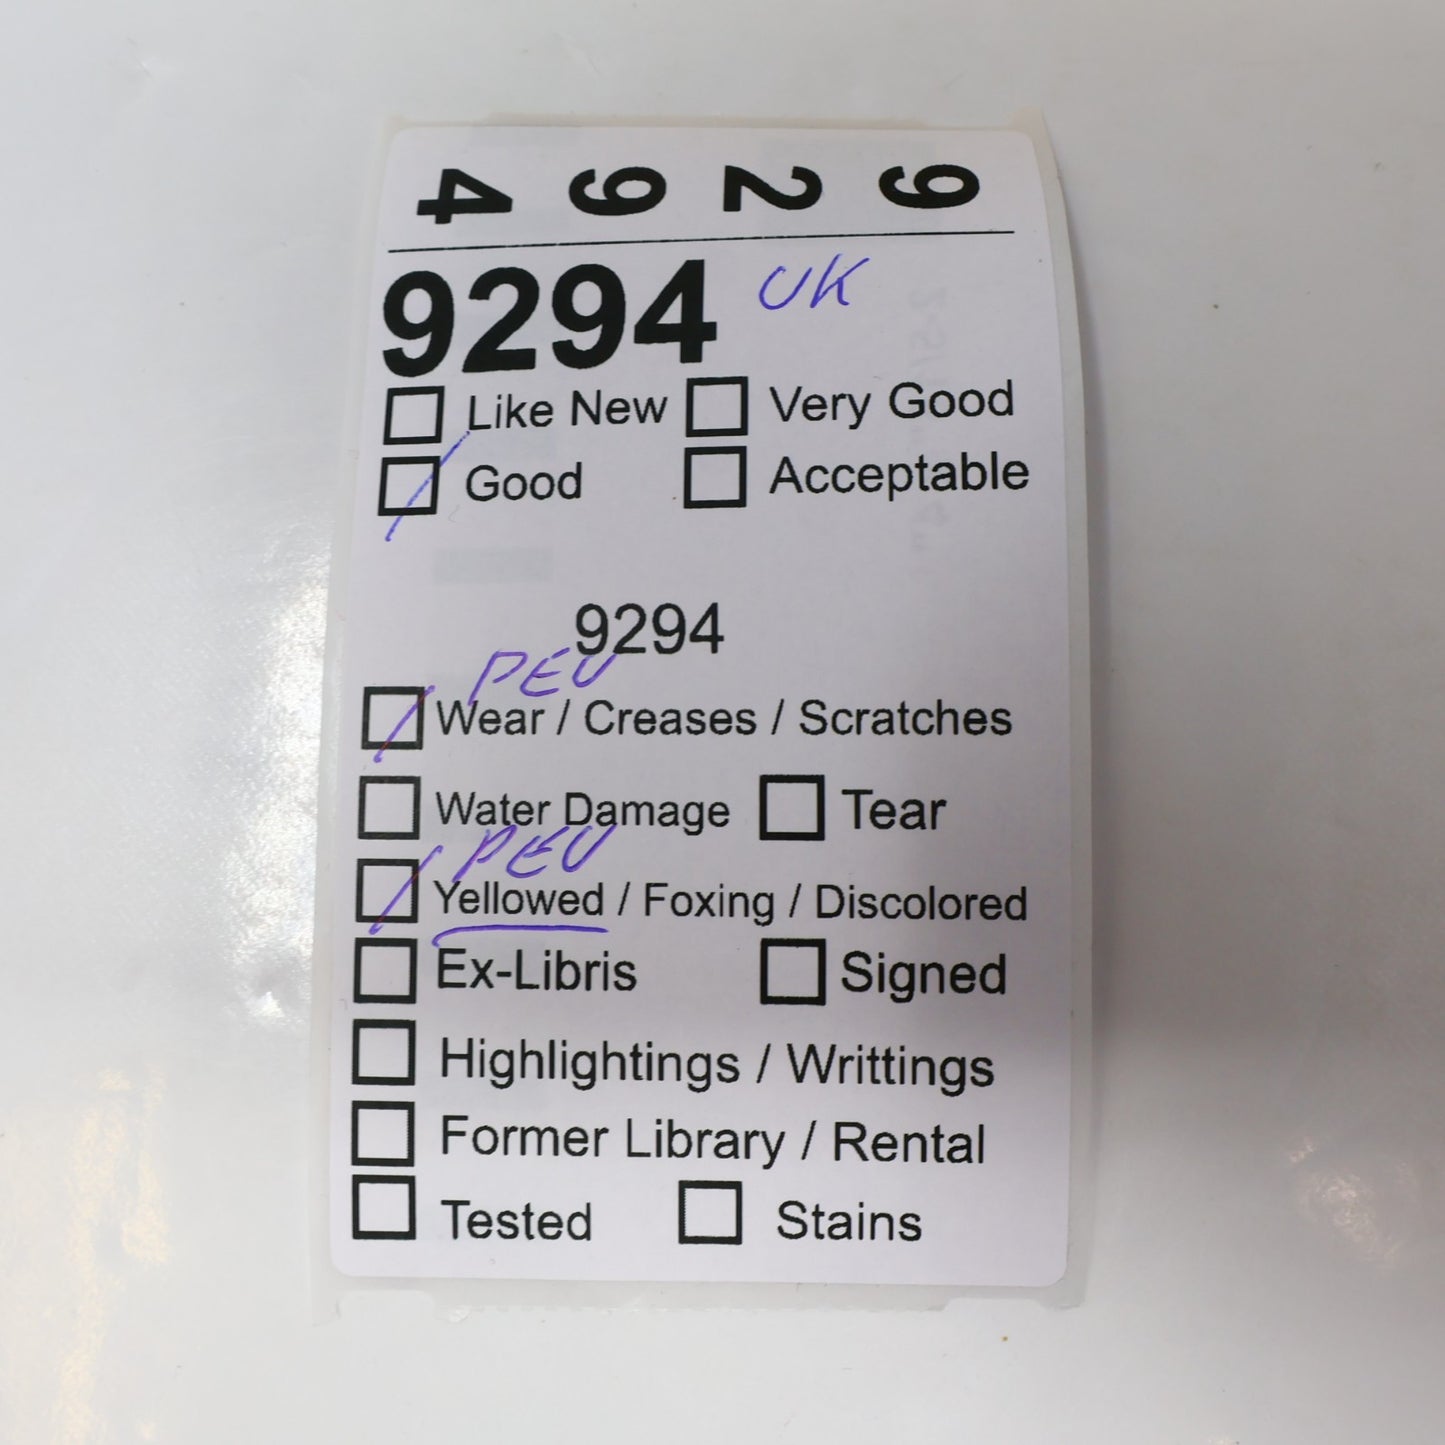 9 2 9 4
9294 UK
Like New Very Good
Good Acceptable
9294
PEU
Wear / Creases / Scratches
Water Damage Tear
PEU
Yellowed / Foxing / Discolored
Ex-Libris Signed
Highlightings / Writtings
Former Library / Rental
Tested Stains